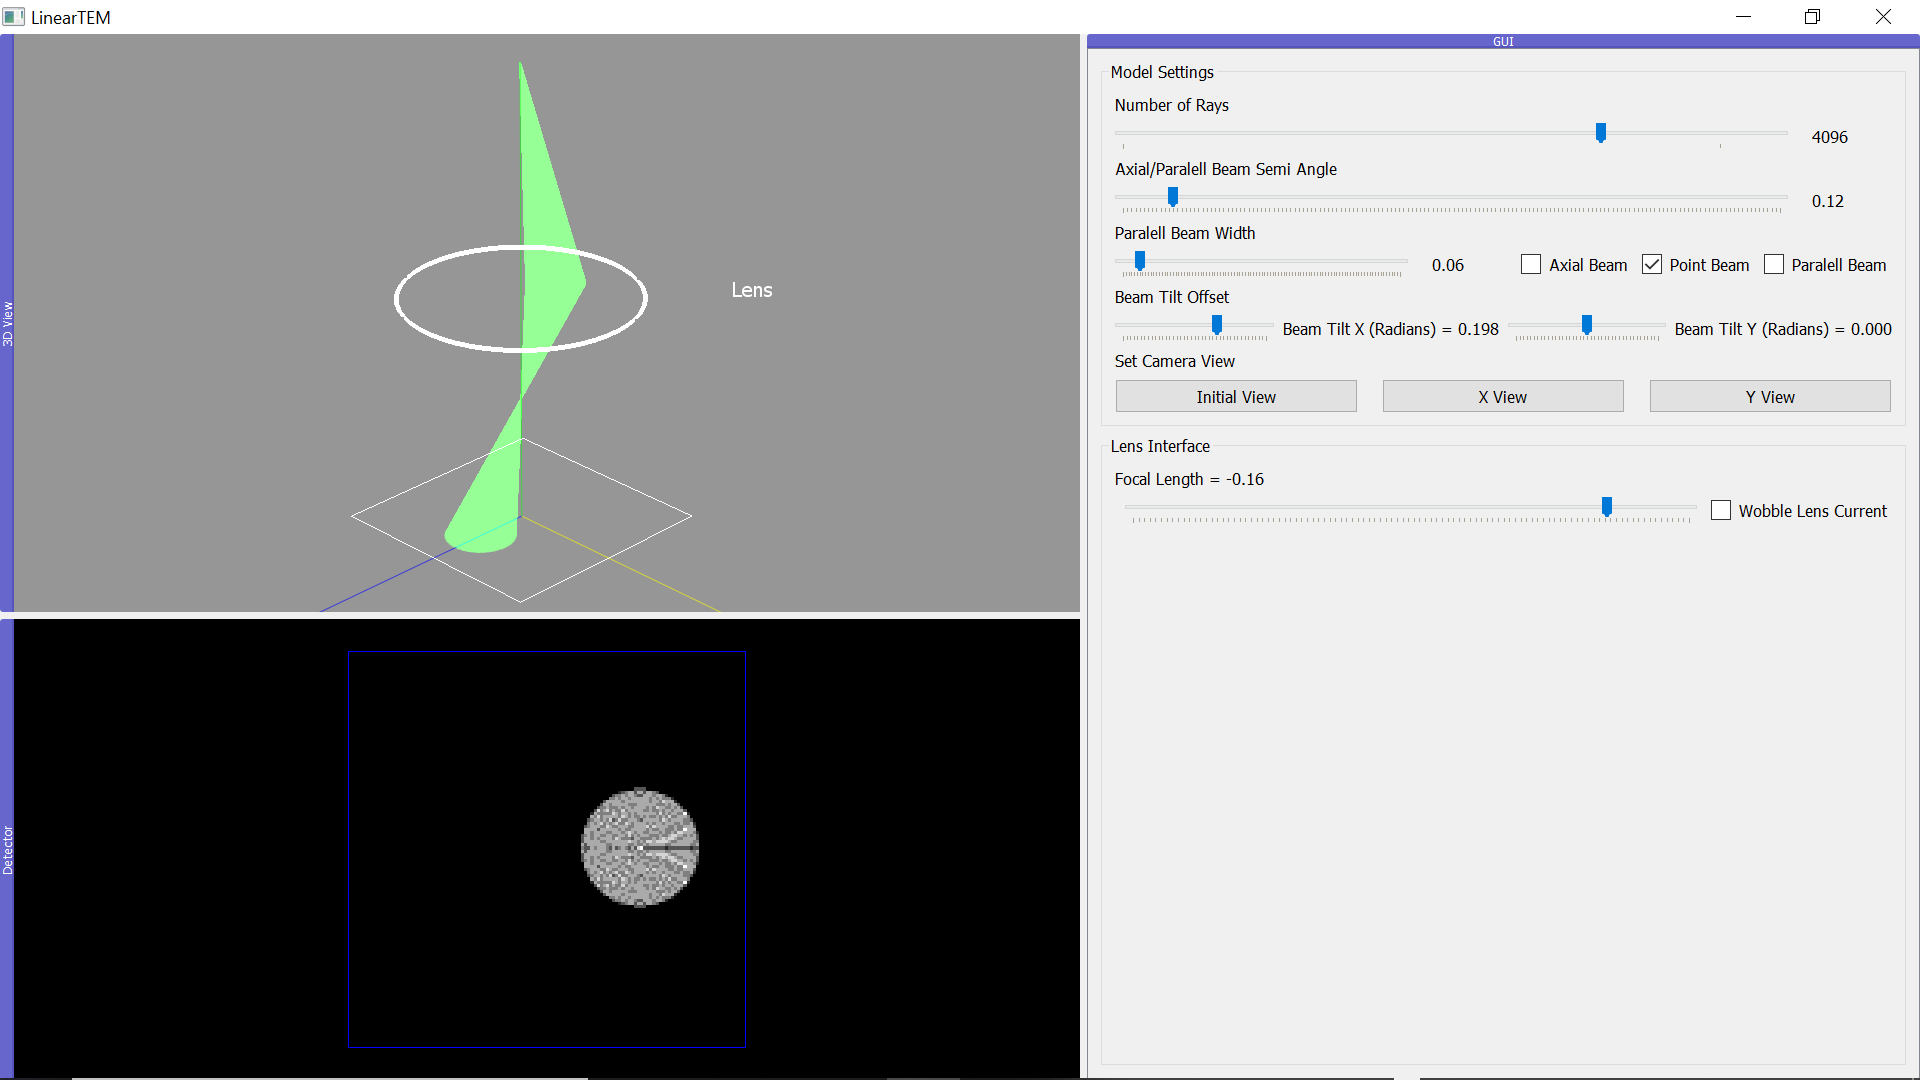 LinearTEM
3D View
Lens
Detector
GUI
Model Settings
Number of Rays
4096
Axial/Paralell Beam Semi Angle
0.12
Paralell Beam Width
0.06
Axial Beam
Point Beam
Paralell Beam
Beam Tilt Offset
Beam Tilt X (Radians) = 0.198
Beam Tilt Y (Radians) = 0.000
Set Camera View
Initial View
X View
Y View
Lens Interface
Focal Length = -0.16
Wobble Lens Current